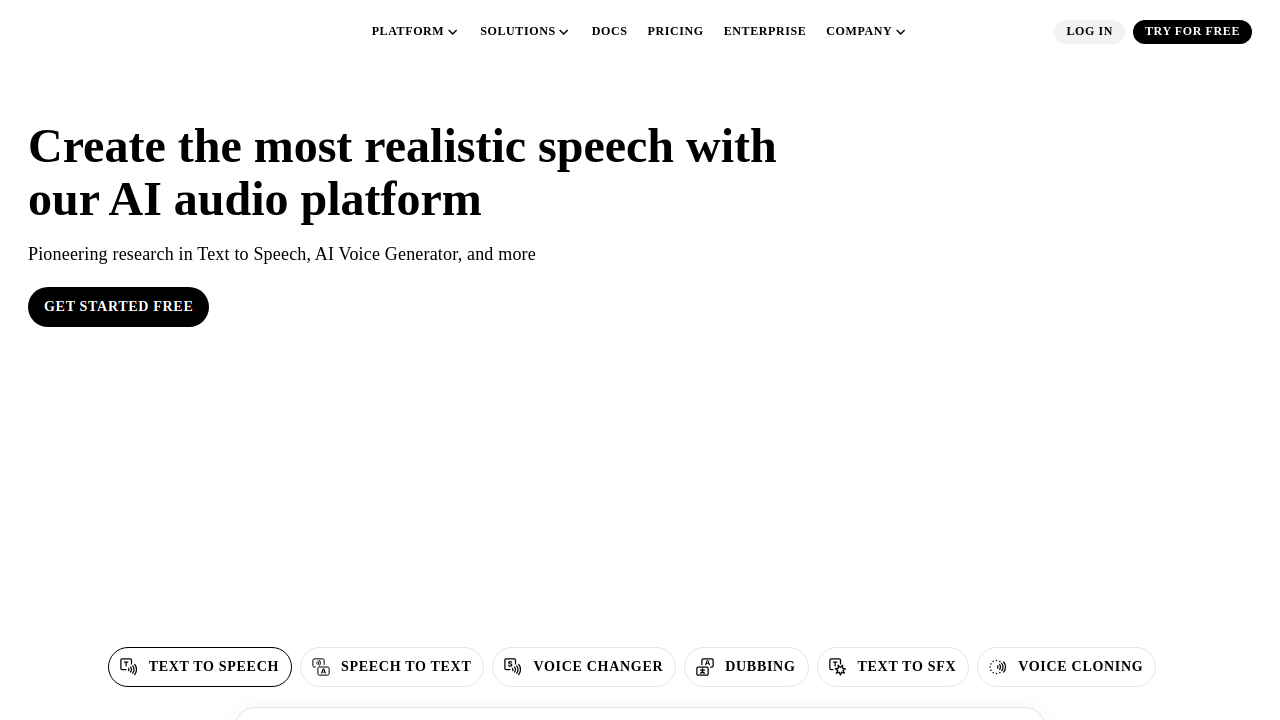 PLATFORM SOLUTIONS DOCS PRICING ENTERPRISE COMPANY LOG IN TRY FOR FREE
Create the most realistic speech with
our AI audio platform
Pioneering research in Text to Speech, AI Voice Generator, and more
GET STARTED FREE
TEXT TO SPEECH SPEECH TO TEXT VOICE CHANGER DUBBING TEXT TO SFX VOICE CLONING